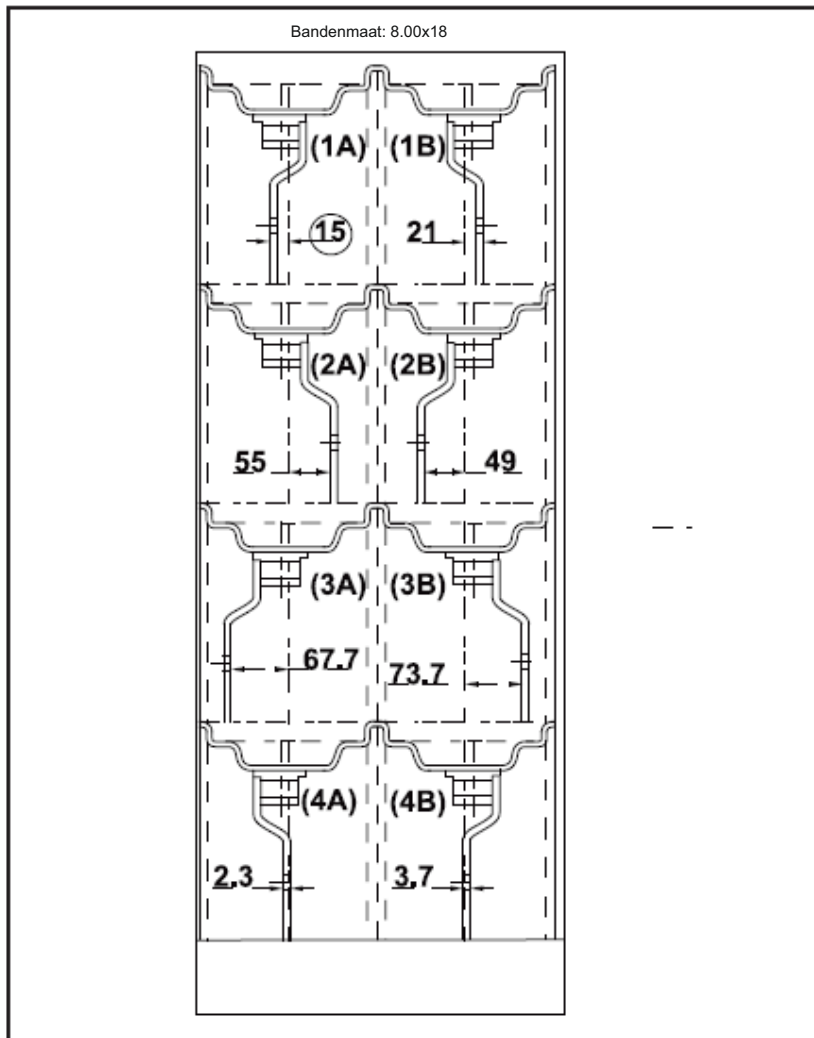 Bandenmaat: 8.00x18
(1A) (1B)
15 21
(2A) (2B)
55 49
(3A) (3B)
67.7 73.7
(4A) (4B)
2.3 3.7